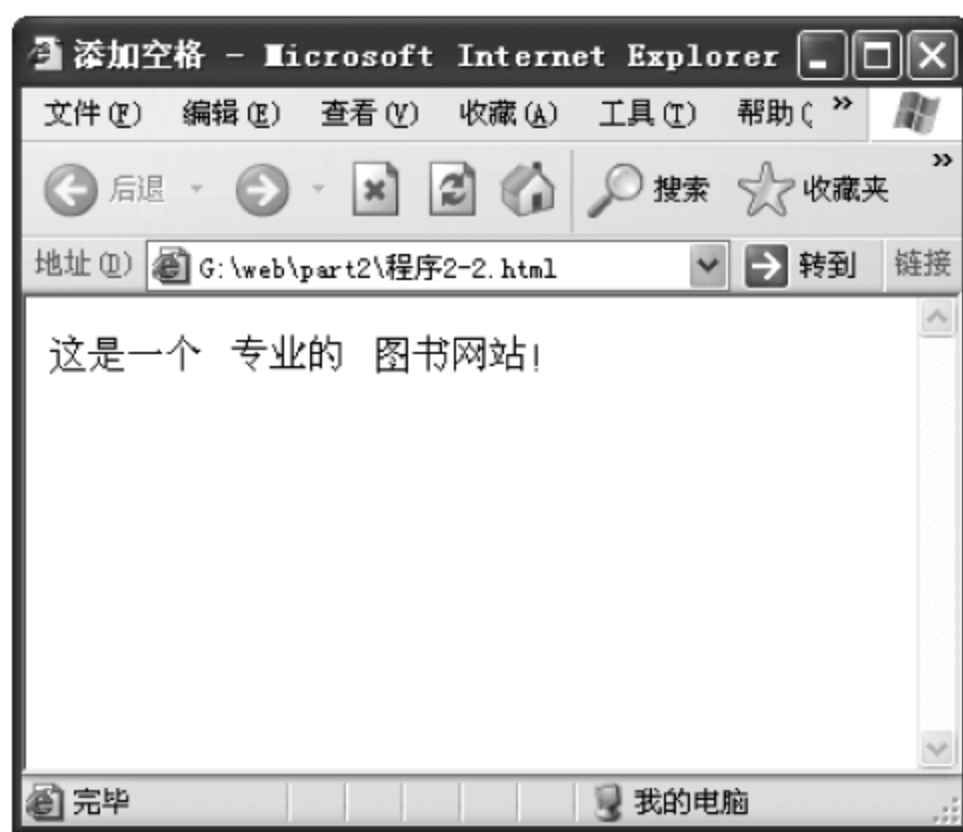 添加空格 - Microsoft Internet Explorer
文件(F) 编辑(E) 查看(V) 收藏(A) 工具(T) 帮助( »
后退 搜索 收藏夹 »
地址(D) G:\web\part2\程序2-2.html 转到 链接
这是一个 专业的 图书网站!
完毕 我的电脑